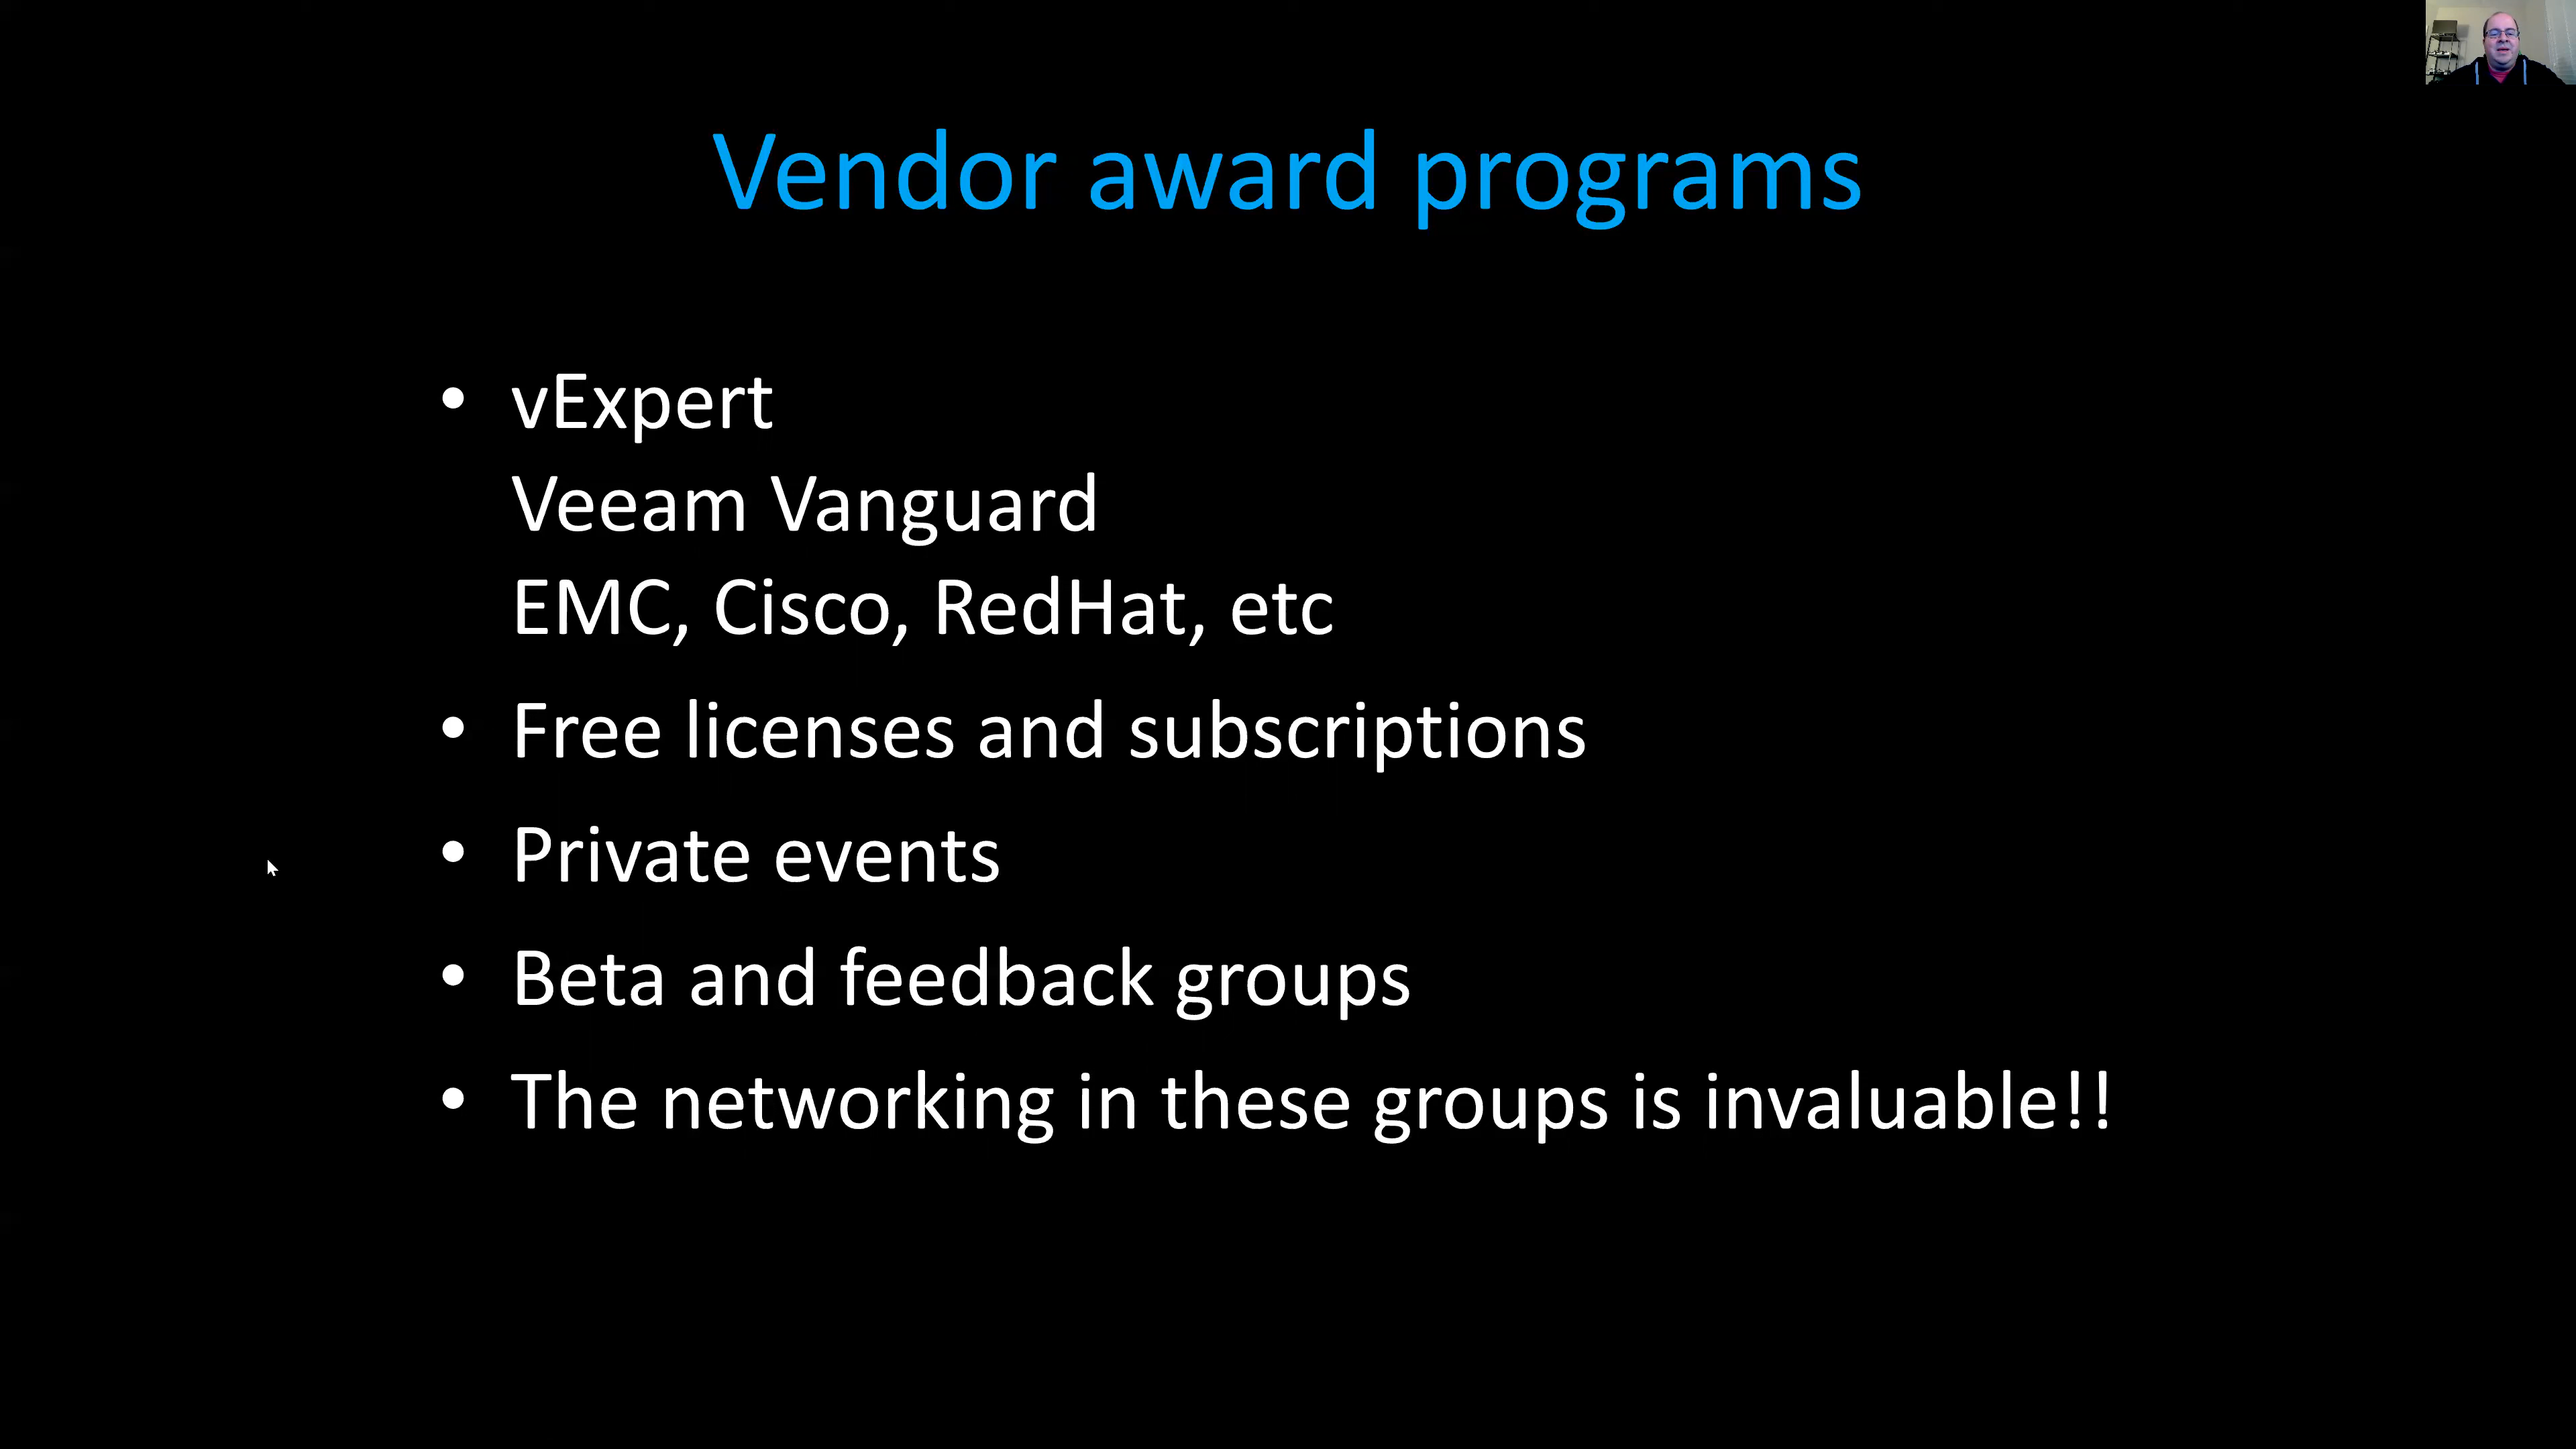 Vendor award programs
• vExpert
Veeam Vanguard
EMC, Cisco, RedHat, etc
• Free licenses and subscriptions
• Private events
• Beta and feedback groups
• The networking in these groups is invaluable!!